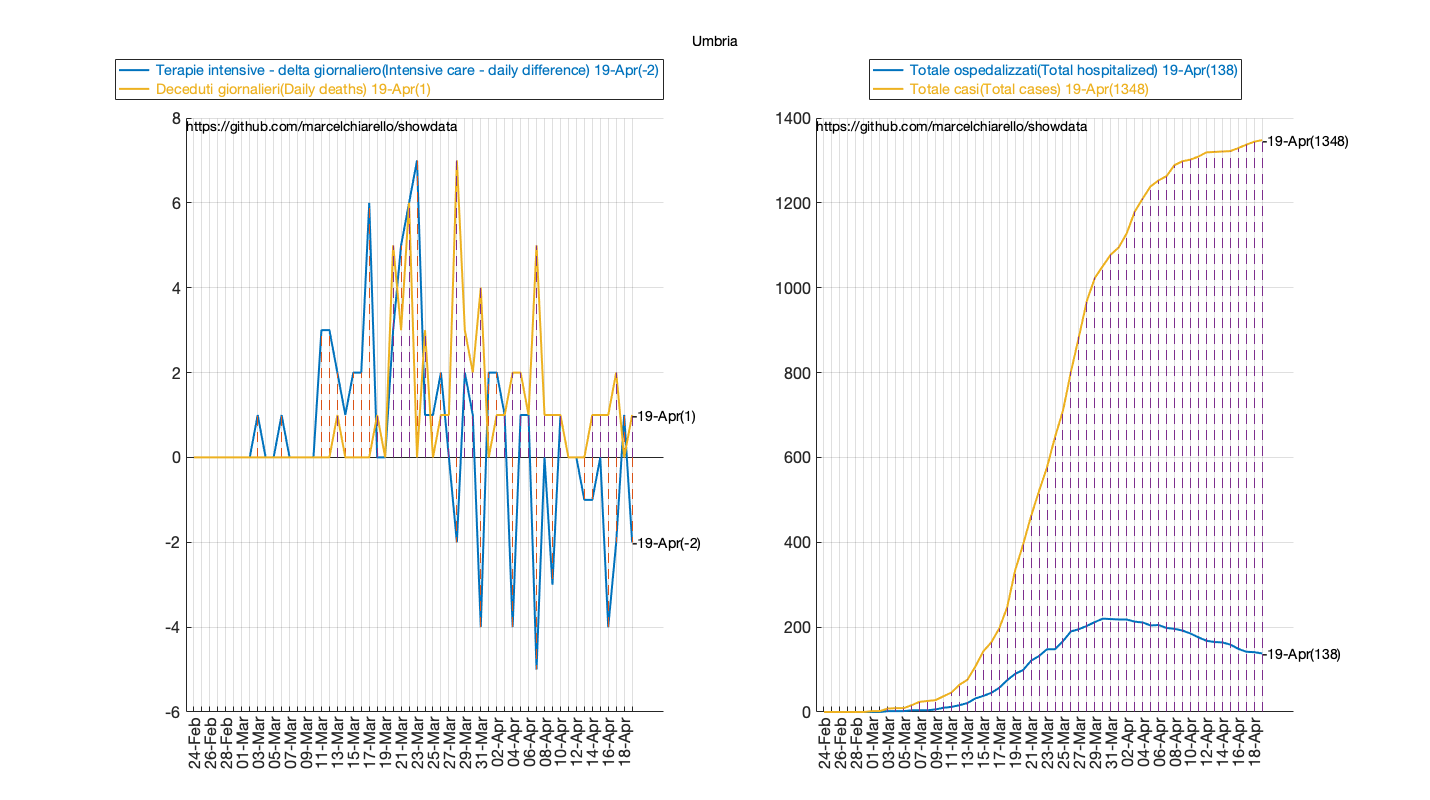 Umbria
Terapie intensive - delta giornaliero(Intensive care - daily difference) 19-Apr(-2)
Deceduti giornalieri(Daily deaths) 19-Apr(1)
8
https://github.com/marcelchiarello/showdata
6
4
2
0
-2
-4
-6
-19-Apr(1)
-19-Apr(-2)
24-Feb
26-Feb
28-Feb
01-Mar
03-Mar
05-Mar
07-Mar
09-Mar
11-Mar
13-Mar
15-Mar
17-Mar
19-Mar
21-Mar
23-Mar
25-Mar
27-Mar
29-Mar
31-Mar
02-Apr
04-Apr
06-Apr
08-Apr
10-Apr
12-Apr
14-Apr
16-Apr
18-Apr
Totale ospedalizzati(Total hospitalized) 19-Apr(138)
Totale casi(Total cases) 19-Apr(1348)
1400
https://github.com/marcelchiarello/showdata
1200
1000
800
600
400
200
0
-19-Apr(1348)
-19-Apr(138)
24-Feb
26-Feb
28-Feb
01-Mar
03-Mar
05-Mar
07-Mar
09-Mar
11-Mar
13-Mar
15-Mar
17-Mar
19-Mar
21-Mar
23-Mar
25-Mar
27-Mar
29-Mar
31-Mar
02-Apr
04-Apr
06-Apr
08-Apr
10-Apr
12-Apr
14-Apr
16-Apr
18-Apr